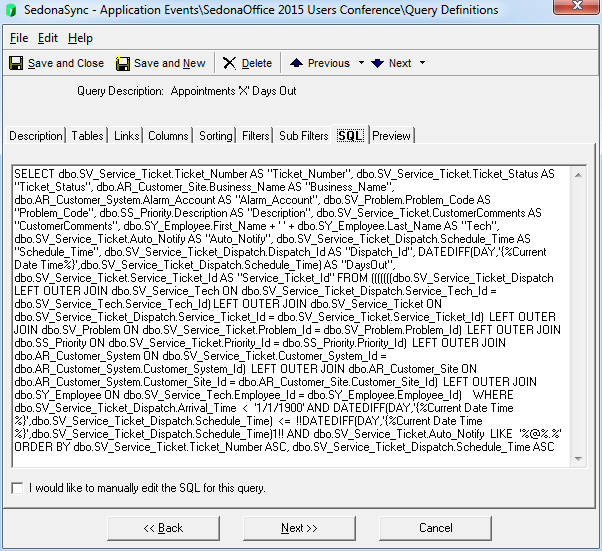 SedonaSync - Application Events\SedonaOffice 2015 Users Conference\Query Definitions
File Edit Help
Save and Close Save and New Delete Previous Next
Query Description: Appointments 'X' Days Out
Description Tables Links Columns Sorting Filters Sub Filters SQL Preview
SELECT dbo.SV_Service_Ticket.Ticket_Number AS "Ticket_Number", dbo.SV_Service_Ticket.Ticket_Status AS
"Ticket_Status", dbo.AR_Customer_Site.Business_Name AS "Business_Name",
dbo.AR_Customer_System.Alarm_Account AS "Alarm_Account", dbo.SV_Problem.Problem_Code AS
"Problem_Code", dbo.SS_Priority.Description AS "Description", dbo.SV_Service_Ticket.CustomerComments AS
"CustomerComments", dbo.SY_Employee.First_Name + ' ' + dbo.SY_Employee.Last_Name AS "Tech",
dbo.SV_Service_Ticket.Auto_Notify AS "Auto_Notify", dbo.SV_Service_Ticket_Dispatch.Schedule_Time AS
"Schedule_Time", dbo.SV_Service_Ticket_Dispatch.Dispatch_Id AS "Dispatch_Id", DATEDIFF(DAY,'{%Current
Date Time%}',dbo.SV_Service_Ticket_Dispatch.Schedule_Time) AS "DaysOut",
dbo.SV_Service_Ticket.Service_Ticket_Id AS "Service_Ticket_Id" FROM (((((((dbo.SV_Service_Ticket_Dispatch
LEFT OUTER JOIN dbo.SV_Service_Tech ON dbo.SV_Service_Ticket_Dispatch.Service_Tech_Id =
dbo.SV_Service_Tech.Service_Tech_Id) LEFT OUTER JOIN dbo.SV_Service_Ticket ON
dbo.SV_Service_Ticket_Dispatch.Service_Ticket_Id = dbo.SV_Service_Ticket.Service_Ticket_Id) LEFT OUTER
JOIN dbo.SV_Problem ON dbo.SV_Service_Ticket.Problem_Id = dbo.SV_Problem.Problem_Id) LEFT OUTER JOIN
dbo.SS_Priority ON dbo.SV_Service_Ticket.Priority_Id = dbo.SS_Priority.Priority_Id) LEFT OUTER JOIN
dbo.AR_Customer_System ON dbo.SV_Service_Ticket.Customer_System_Id =
dbo.AR_Customer_System.Customer_System_Id) LEFT OUTER JOIN dbo.AR_Customer_Site ON
dbo.AR_Customer_System.Customer_Site_Id = dbo.AR_Customer_Site.Customer_Site_Id) LEFT OUTER JOIN
dbo.SY_Employee ON dbo.SV_Service_Tech.Employee_Id = dbo.SY_Employee.Employee_Id) WHERE
dbo.SV_Service_Ticket_Dispatch.Arrival_Time < '1/1/1900' AND DATEDIFF(DAY,'{%Current Date Time
%}',dbo.SV_Service_Ticket_Dispatch.Schedule_Time) <= !!DATEDIFF(DAY,'{%Current Date Time
%}',dbo.SV_Service_Ticket_Dispatch.Schedule_Time)1!! AND dbo.SV_Service_Ticket.Auto_Notify LIKE '%@%.%'
ORDER BY dbo.SV_Service_Ticket.Ticket_Number ASC, dbo.SV_Service_Ticket_Dispatch.Schedule_Time ASC
I would like to manually edit the SQL for this query.
<< Back Next >> Cancel